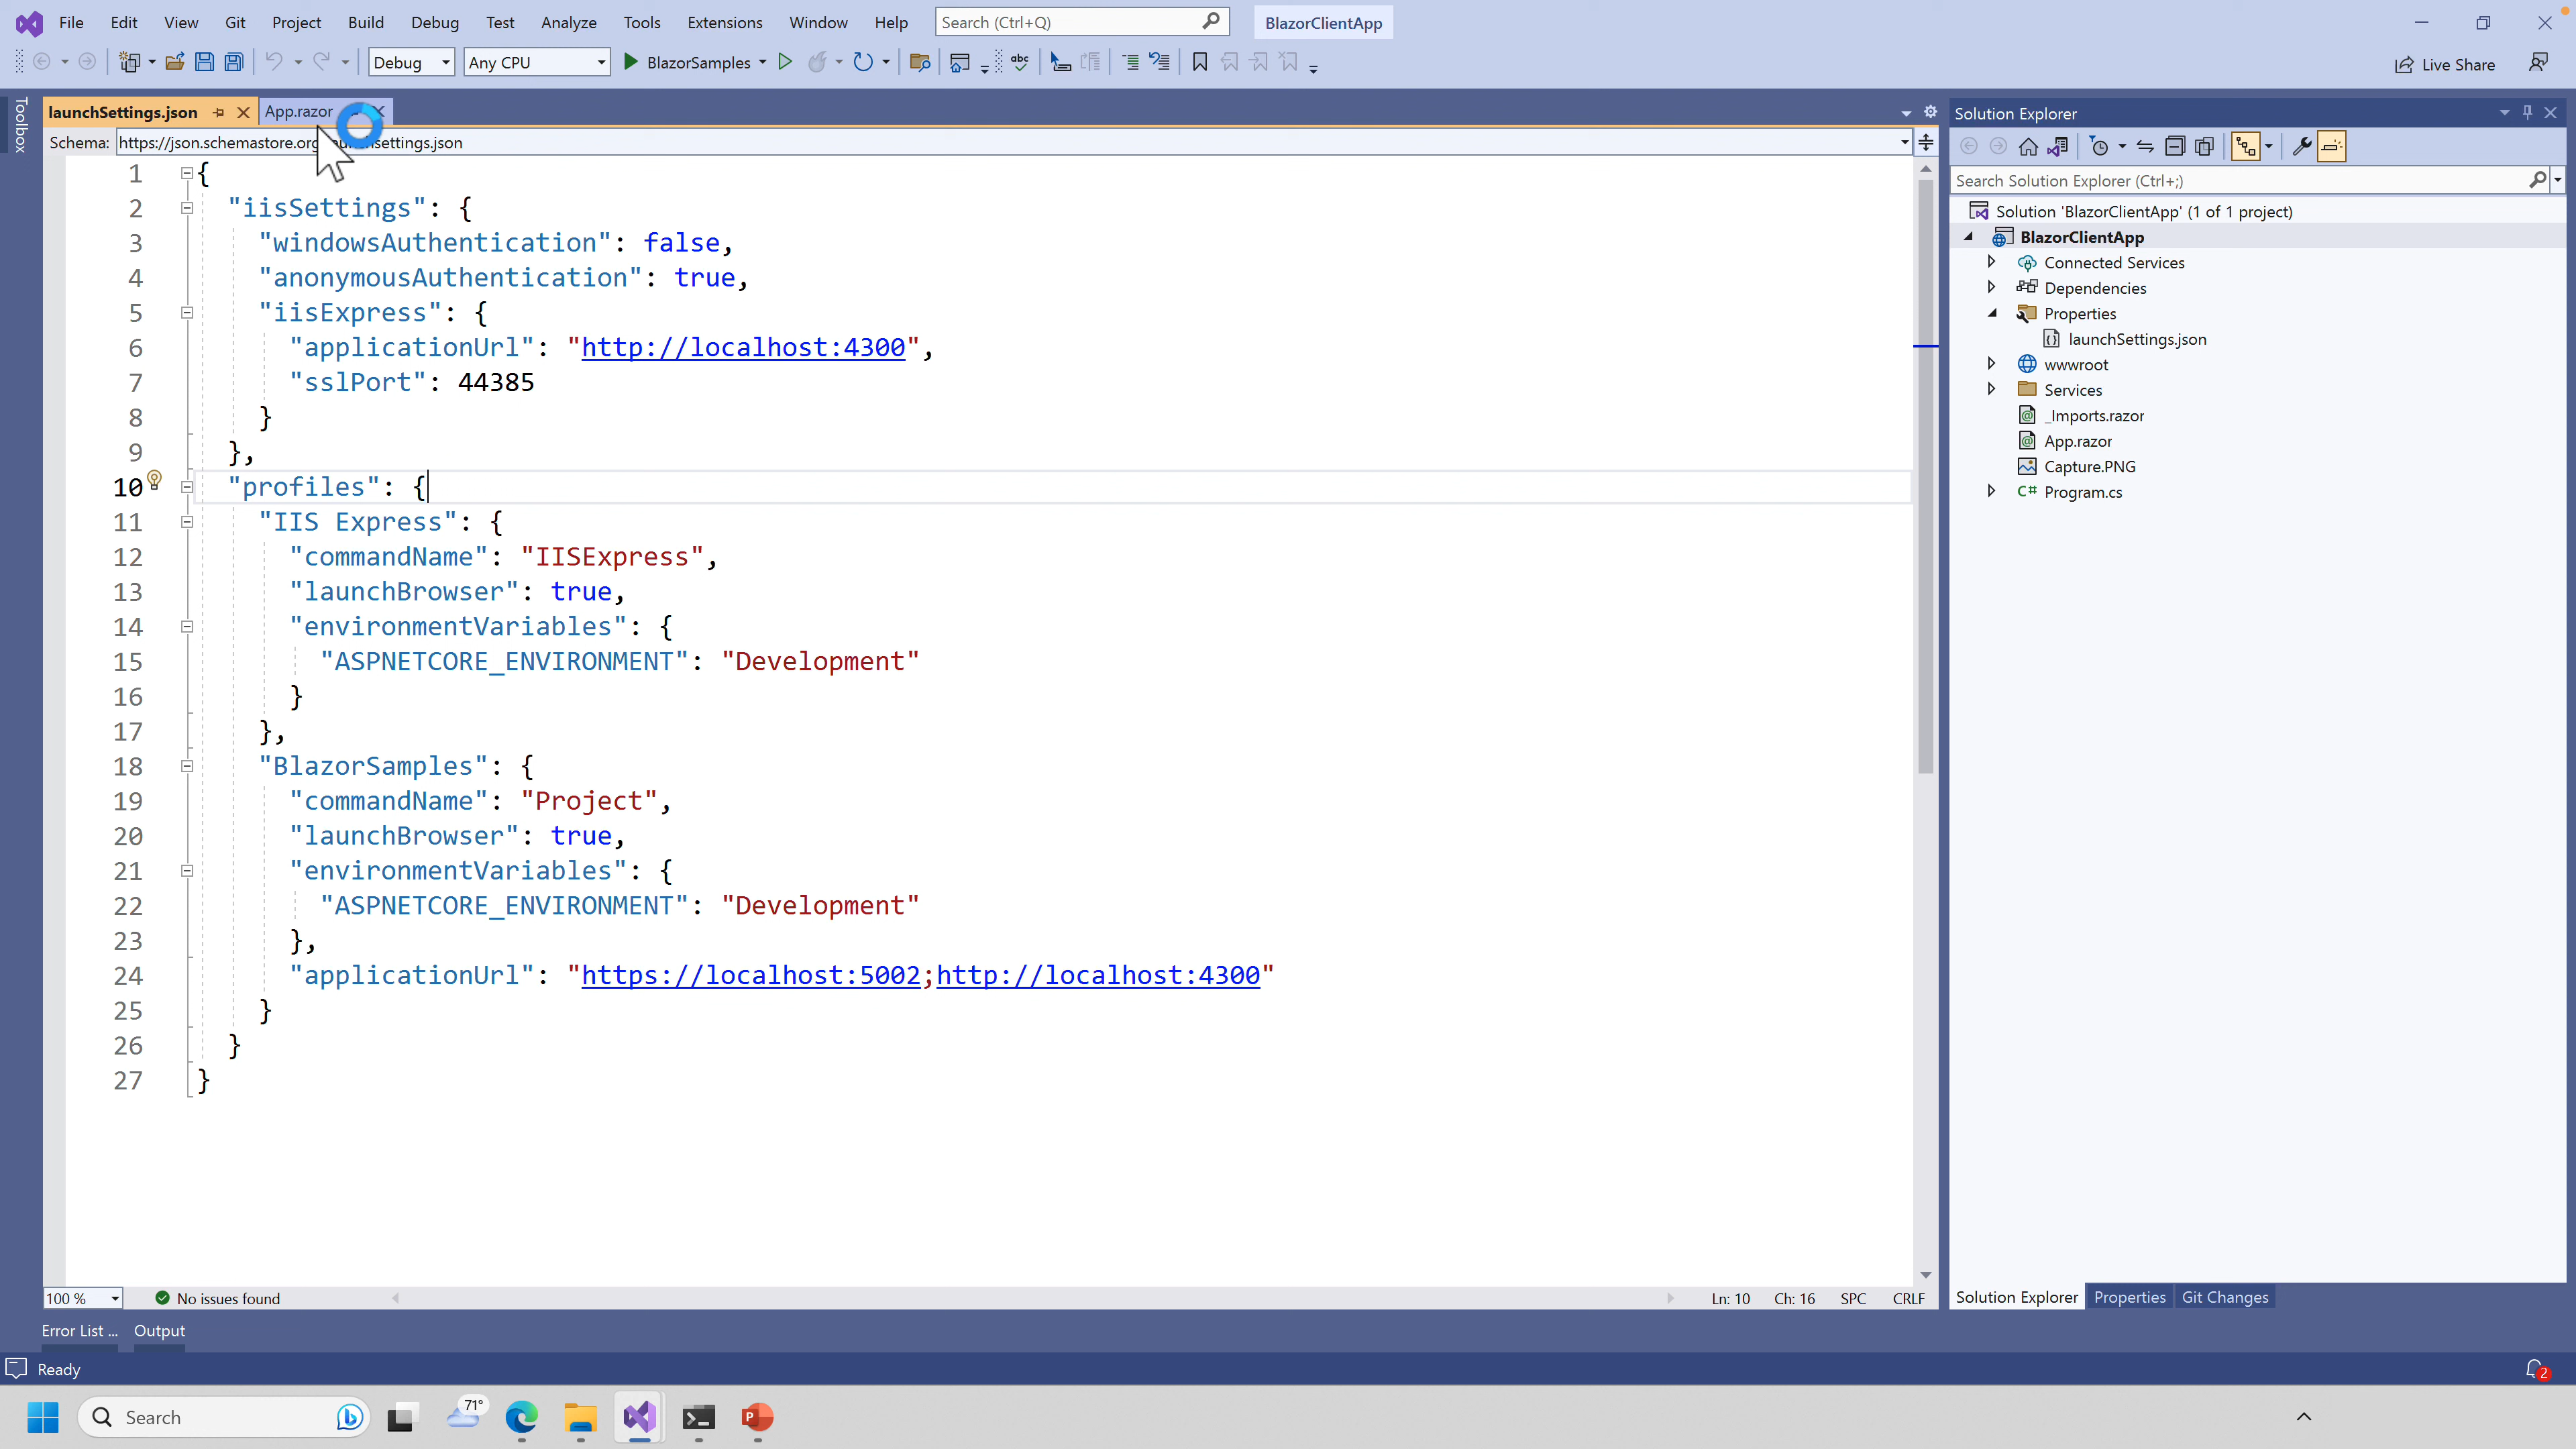 File Edit View Git Project Build Debug Test Analyze Tools Extensions Window Help Search (Ctrl+Q) BlazorClientApp
Debug Any CPU BlazorSamples abc Live Share
Toolbox
launchSettings.json App.razor
Schema: https://json.schemastore.org settings.json
1 {
2 "iisSettings": {
3 "windowsAuthentication": false,
4 "anonymousAuthentication": true,
5 "iisExpress": {
6 "applicationUrl": "http://localhost:4300",
7 "sslPort": 44385
8 }
9 },
10 "profiles": {
11 "IIS Express": {
12 "commandName": "IISExpress",
13 "launchBrowser": true,
14 "environmentVariables": {
15 "ASPNETCORE_ENVIRONMENT": "Development"
16 }
17 },
18 "BlazorSamples": {
19 "commandName": "Project",
20 "launchBrowser": true,
21 "environmentVariables": {
22 "ASPNETCORE_ENVIRONMENT": "Development"
23 },
24 "applicationUrl": "https://localhost:5002;http://localhost:4300"
25 }
26 }
27 }
100 % No issues found Ln: 10 Ch: 16 SPC CRLF
Solution Explorer
Search Solution Explorer (Ctrl+;)
Solution 'BlazorClientApp' (1 of 1 project)
BlazorClientApp
Connected Services
Dependencies
Properties
launchSettings.json
wwwroot
Services
_Imports.razor
App.razor
Capture.PNG
C# Program.cs
Solution Explorer Properties Git Changes
Error List ... Output
Ready 2
Search 71°